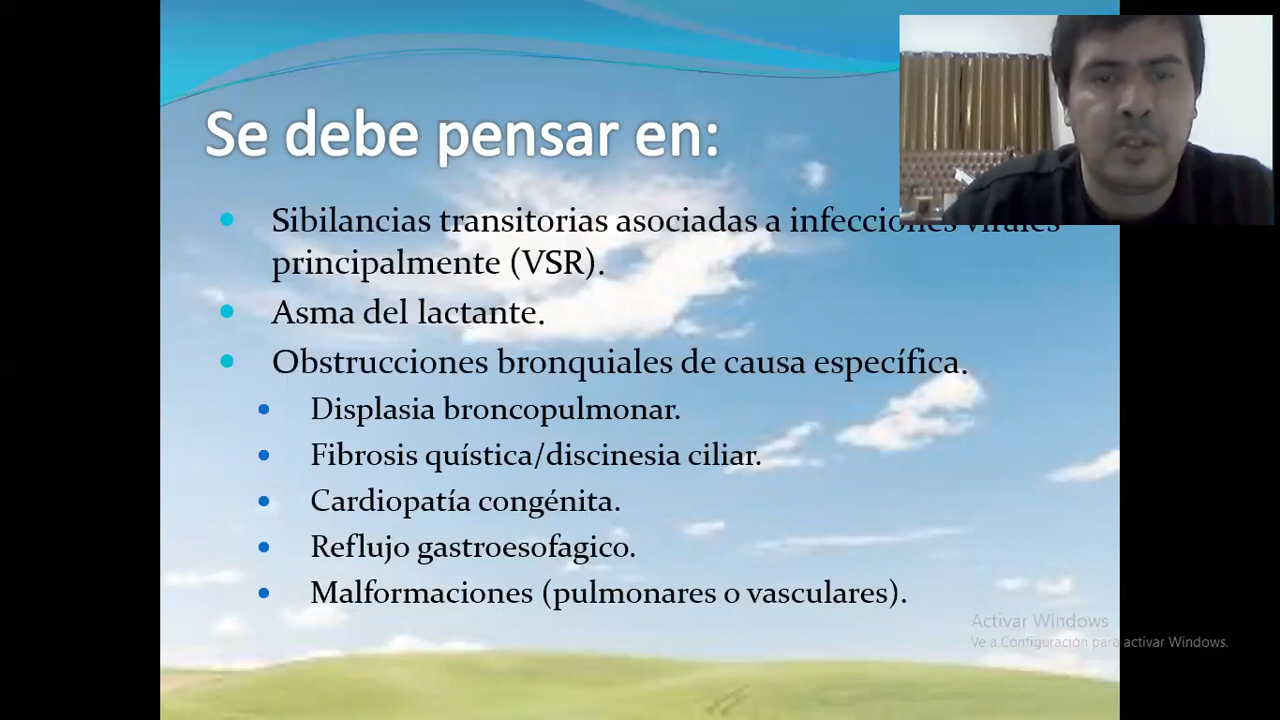 Se debe pensar en:
Sibilancias transitorias asociadas a infecciones virales
principalmente (VSR).
Asma del lactante.
Obstrucciones bronquiales de causa específica.
Displasia broncopulmonar.
Fibrosis quística/discinesia ciliar.
Cardiopatía congénita.
Reflujo gastroesofagico.
Malformaciones (pulmonares o vasculares).
Activar Windows
Ve a Configuración para activar Windows.